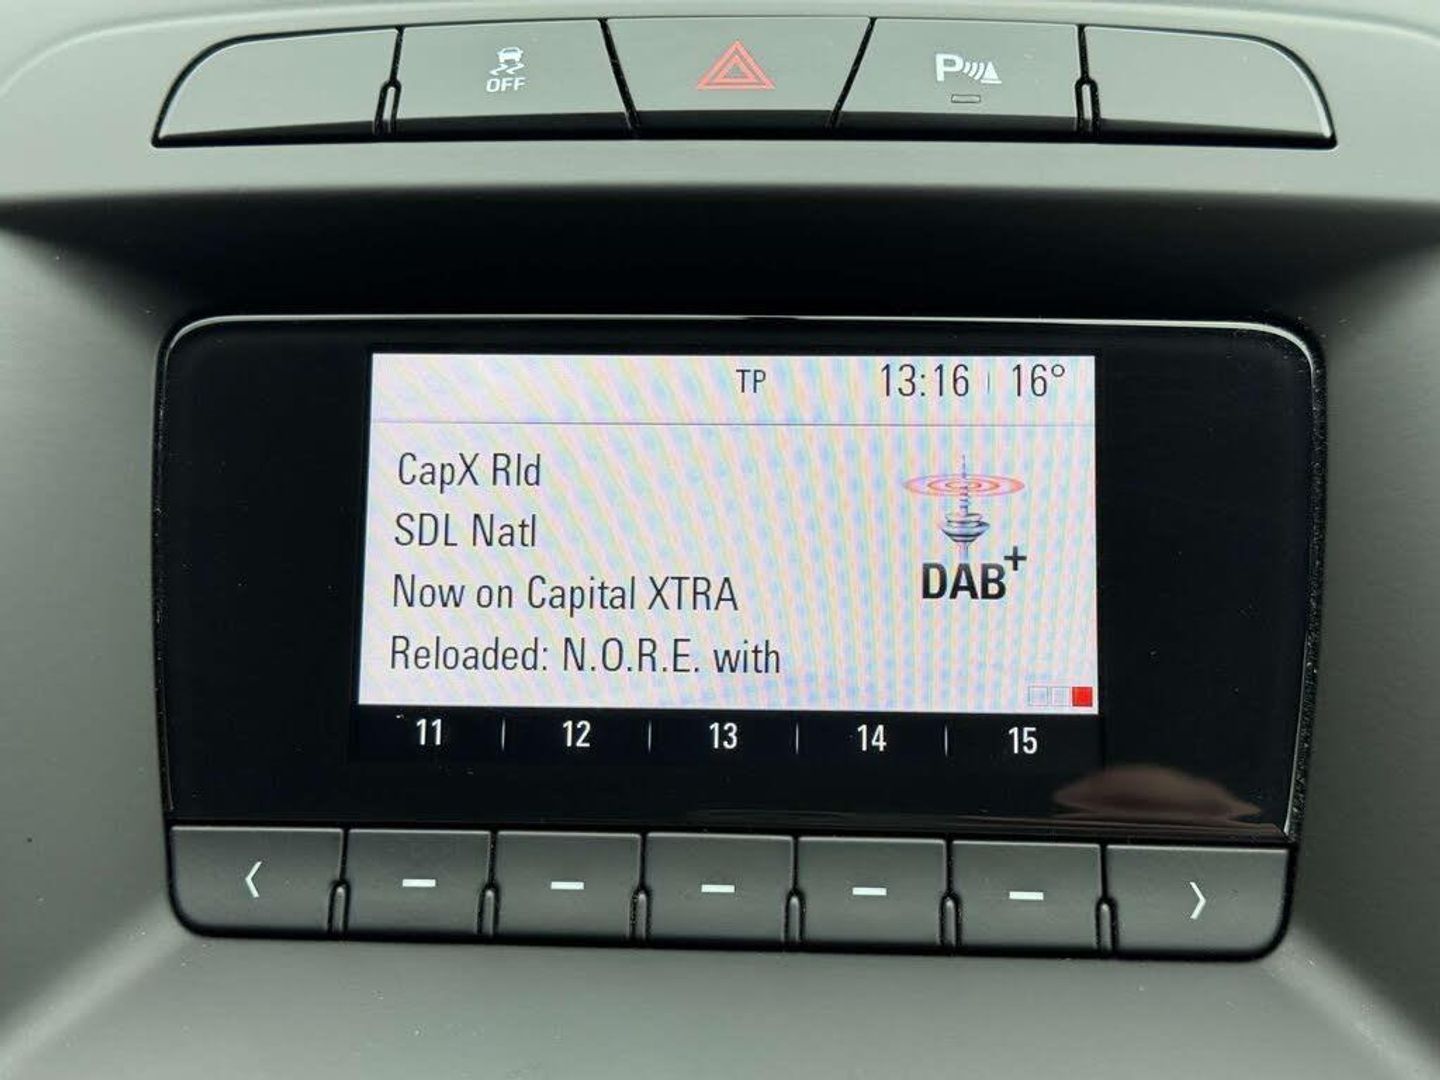 OFF
P
TP 13:16 16°
CapX Rld
SDL Natl
Now on Capital XTRA
Reloaded: N.O.R.E. with
DAB+
11 12 13 14 15